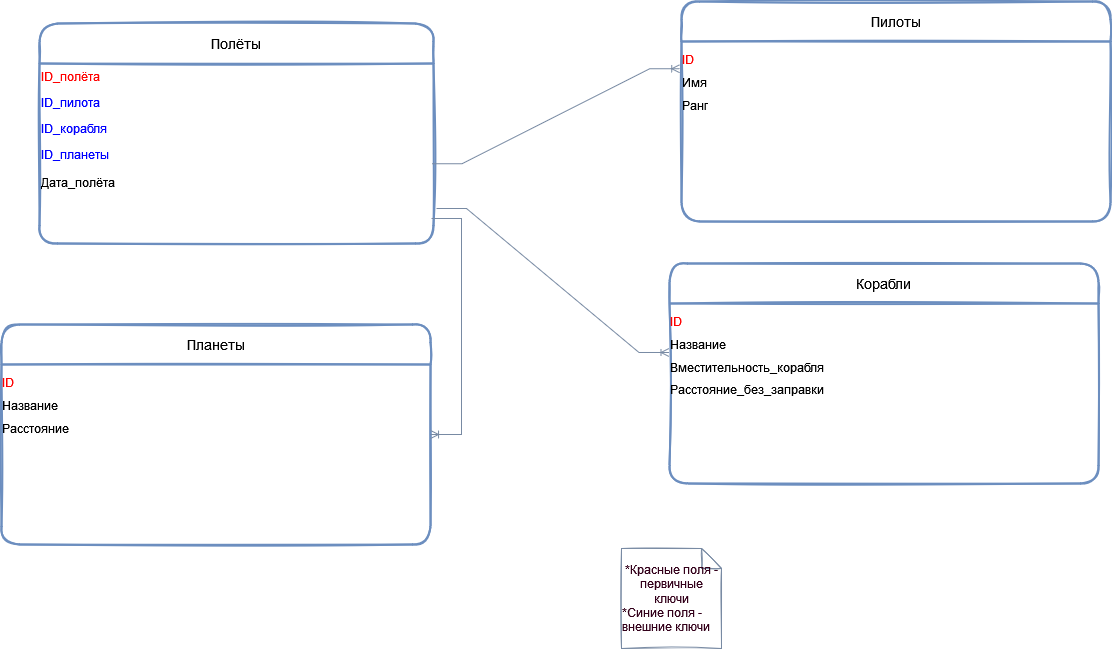 Полёты
ID_полёта
ID_пилота
ID_корабля
ID_планеты
Дата_полёта
Пилоты
ID
Имя
Ранг
Корабли
ID
Название
Вместительность_корабля
Расстояние_без_заправки
Планеты
ID
Название
Расстояние
*Красные поля -
первичные
ключи
*Синие поля -
внешние ключи